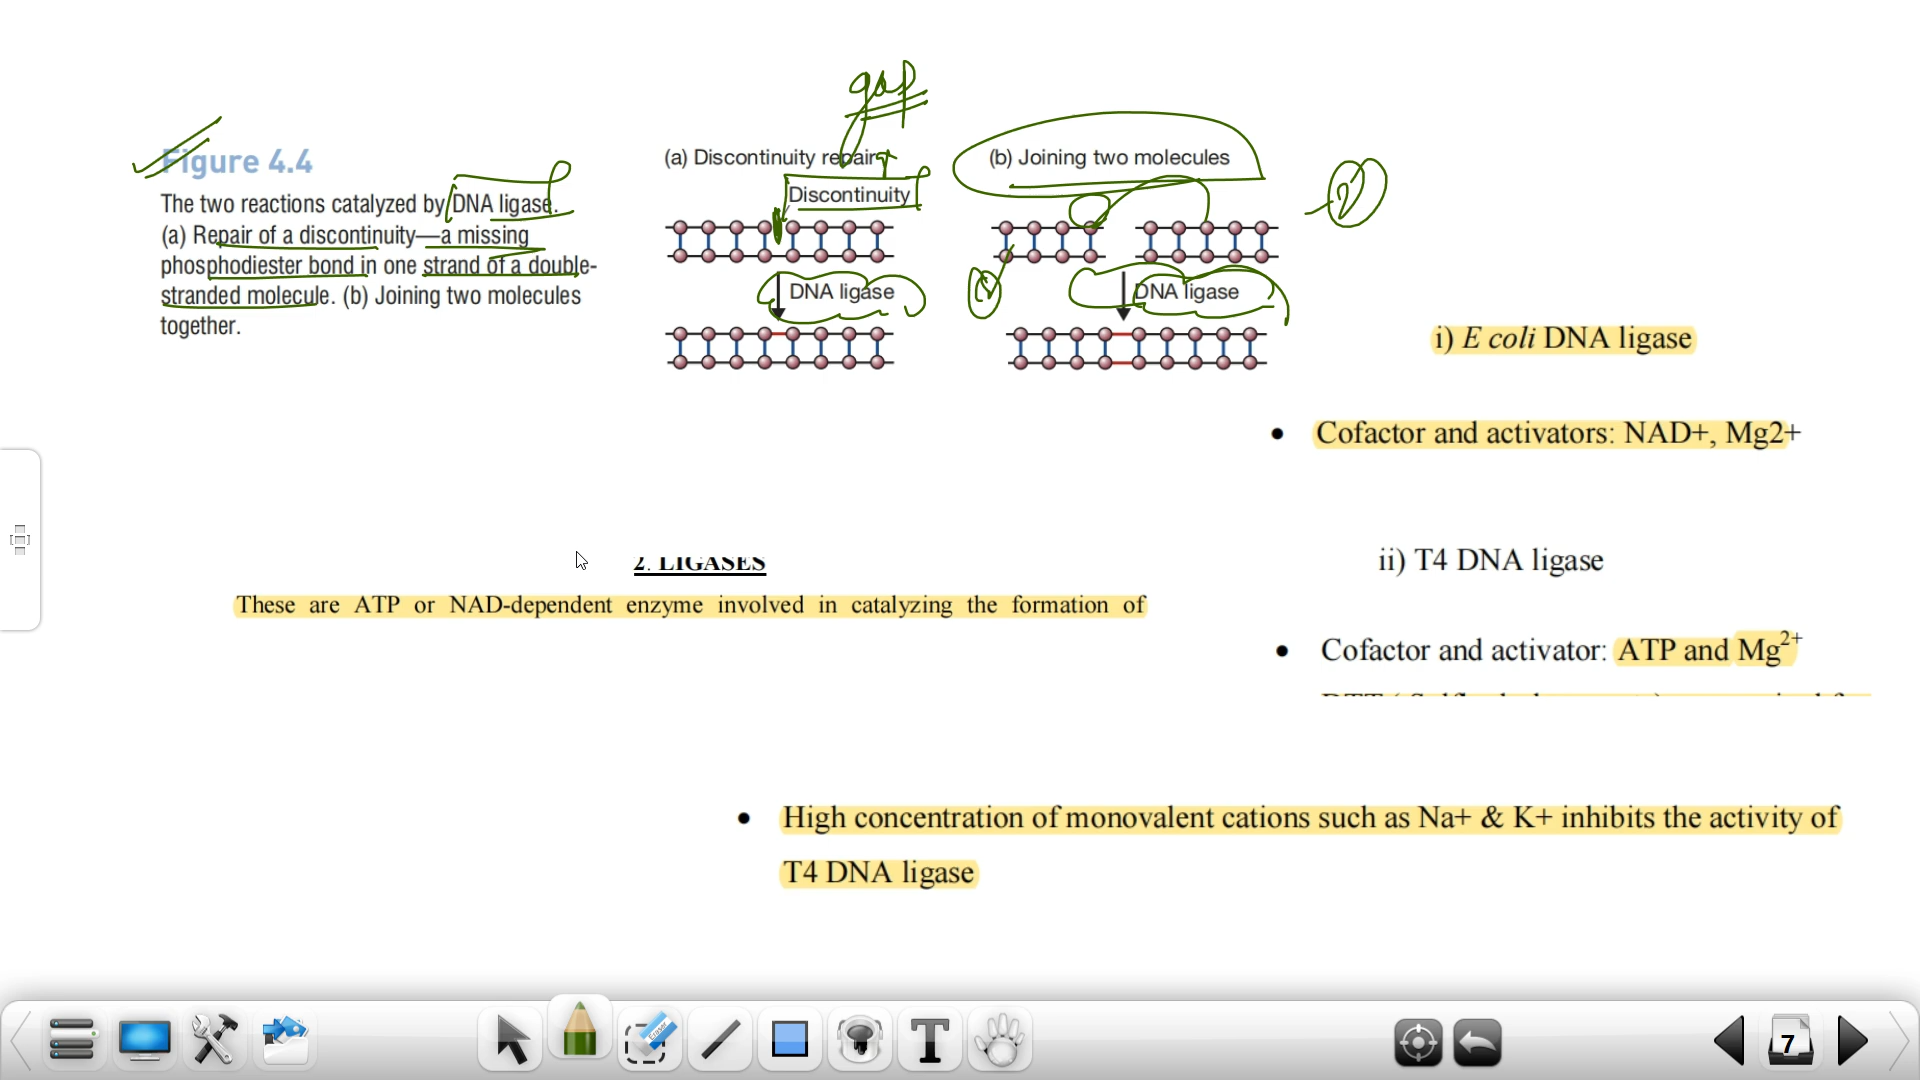 gap
Figure 4.4
The two reactions catalyzed by DNA ligase.
(a) Repair of a discontinuity—a missing
phosphodiester bond in one strand of a double-
stranded molecule. (b) Joining two molecules
together.
(a) Discontinuity repair
Discontinuity
DNA ligase
(b) Joining two molecules
DNA ligase
i) E coli DNA ligase
• Cofactor and activators: NAD+, Mg2+
2. LIGASES
These are ATP or NAD-dependent enzyme involved in catalyzing the formation of
ii) T4 DNA ligase
• Cofactor and activator: ATP and Mg2+
• High concentration of monovalent cations such as Na+ & K+ inhibits the activity of
T4 DNA ligase
Eraser
T
7